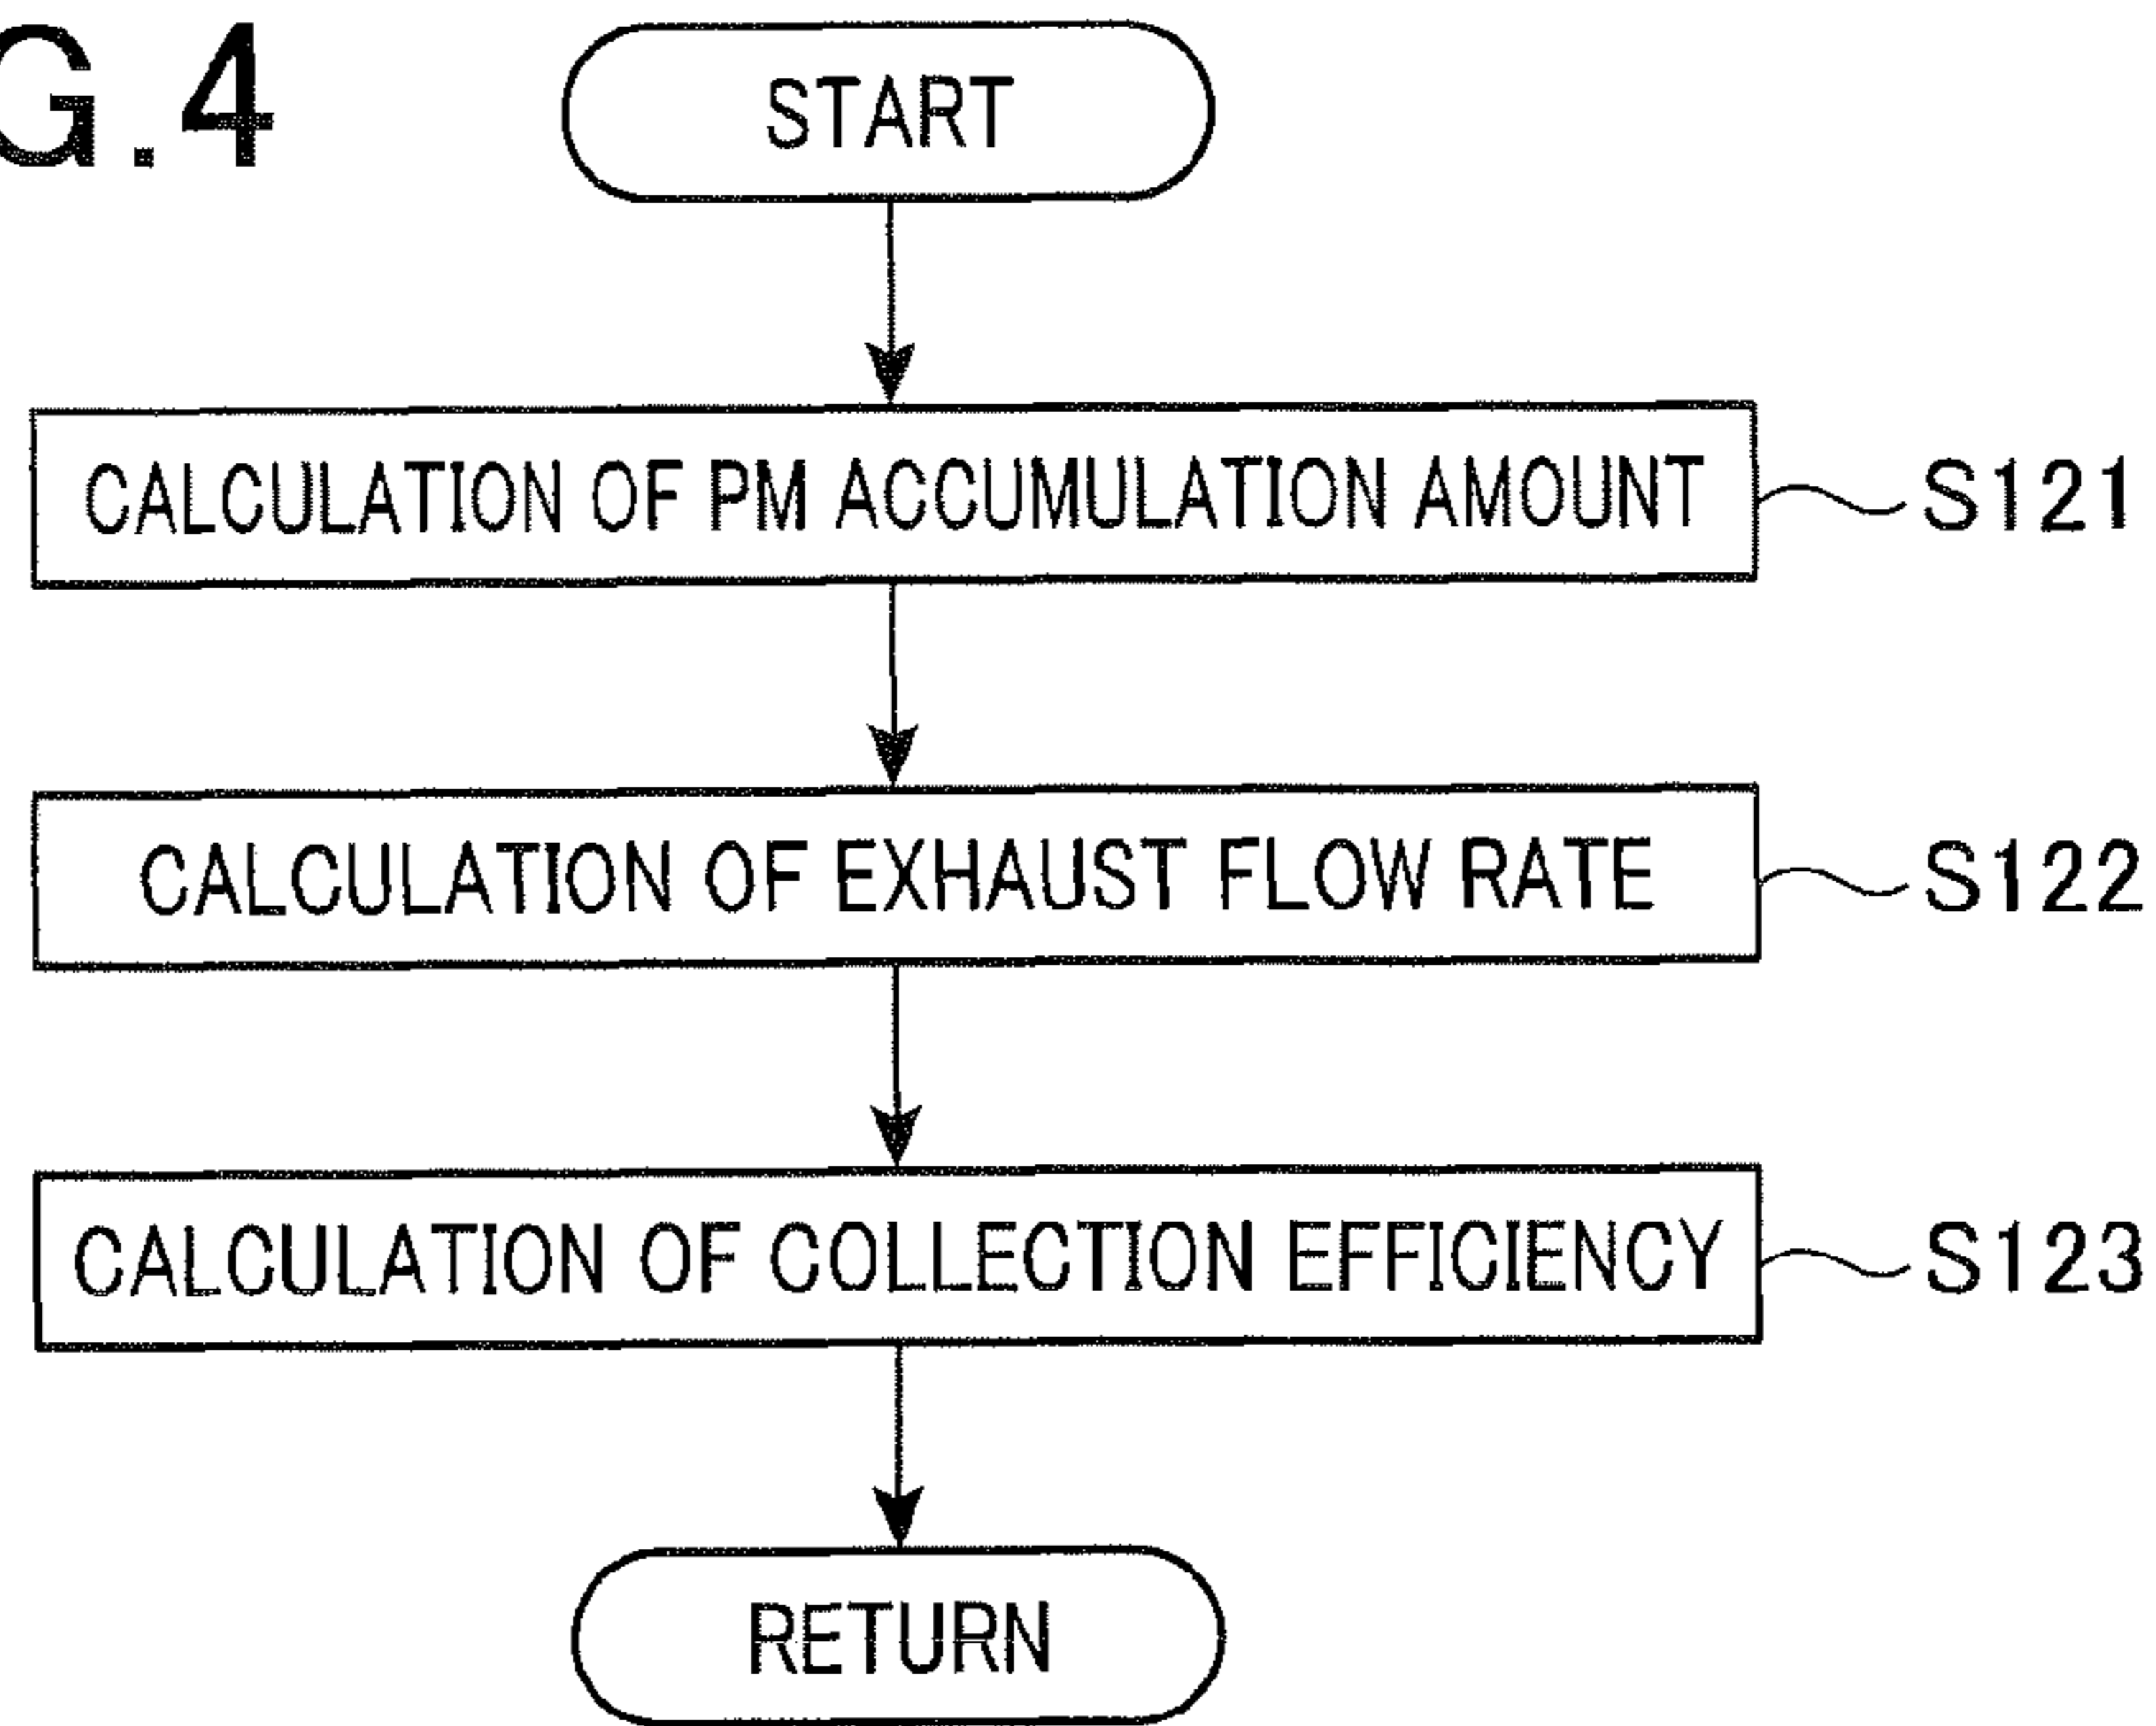 G.4
START
CALCULATION OF PM ACCUMULATION AMOUNT
S121
CALCULATION OF EXHAUST FLOW RATE
S122
CALCULATION OF COLLECTION EFFICIENCY
S123
RETURN